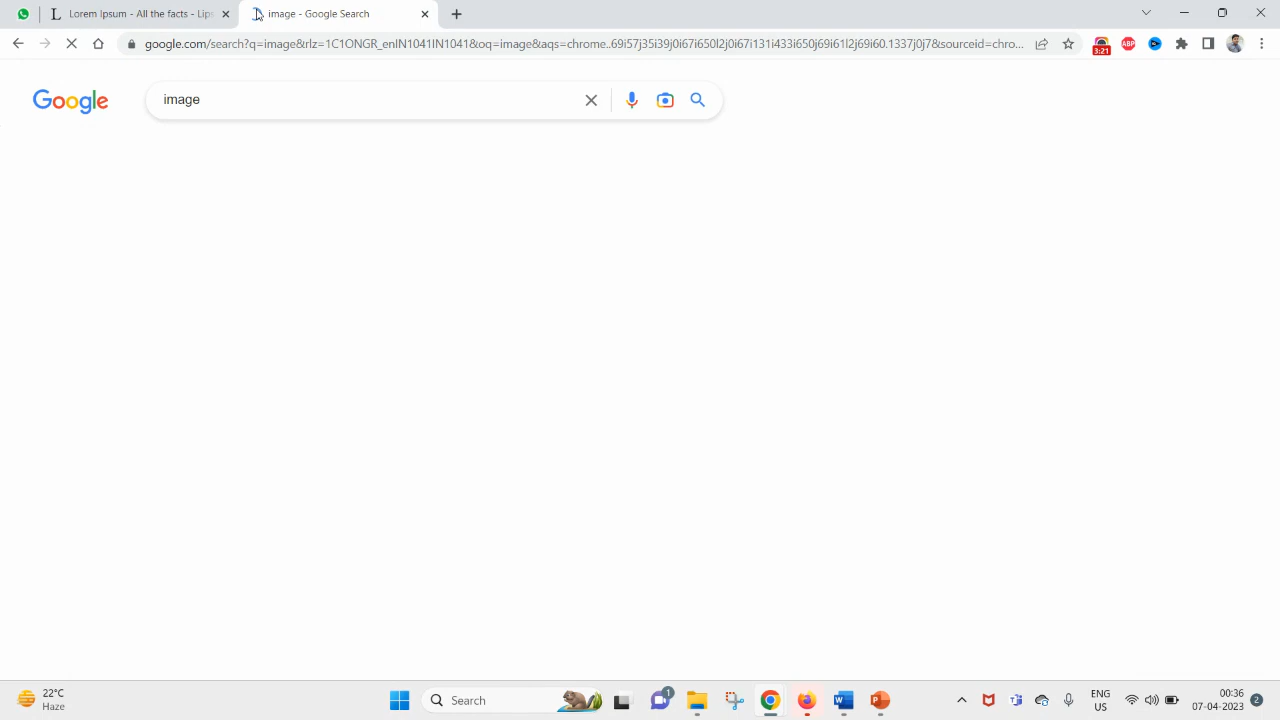 Lorem Ipsum - All the facts - Lips
image - Google Search
google.com/search?q=image&rlz=1C1ONGR_enIN1041IN1041&oq=image&aqs=chrome..69i57j35i39j0i67i650l2j0i67i131i433i650j69i61l2j69i60.1337j0j7&sourceid=chro...
3:21
ABP
Google
image
22°C
Haze
Search
1
ENG
US
00:36
07-04-2023
2